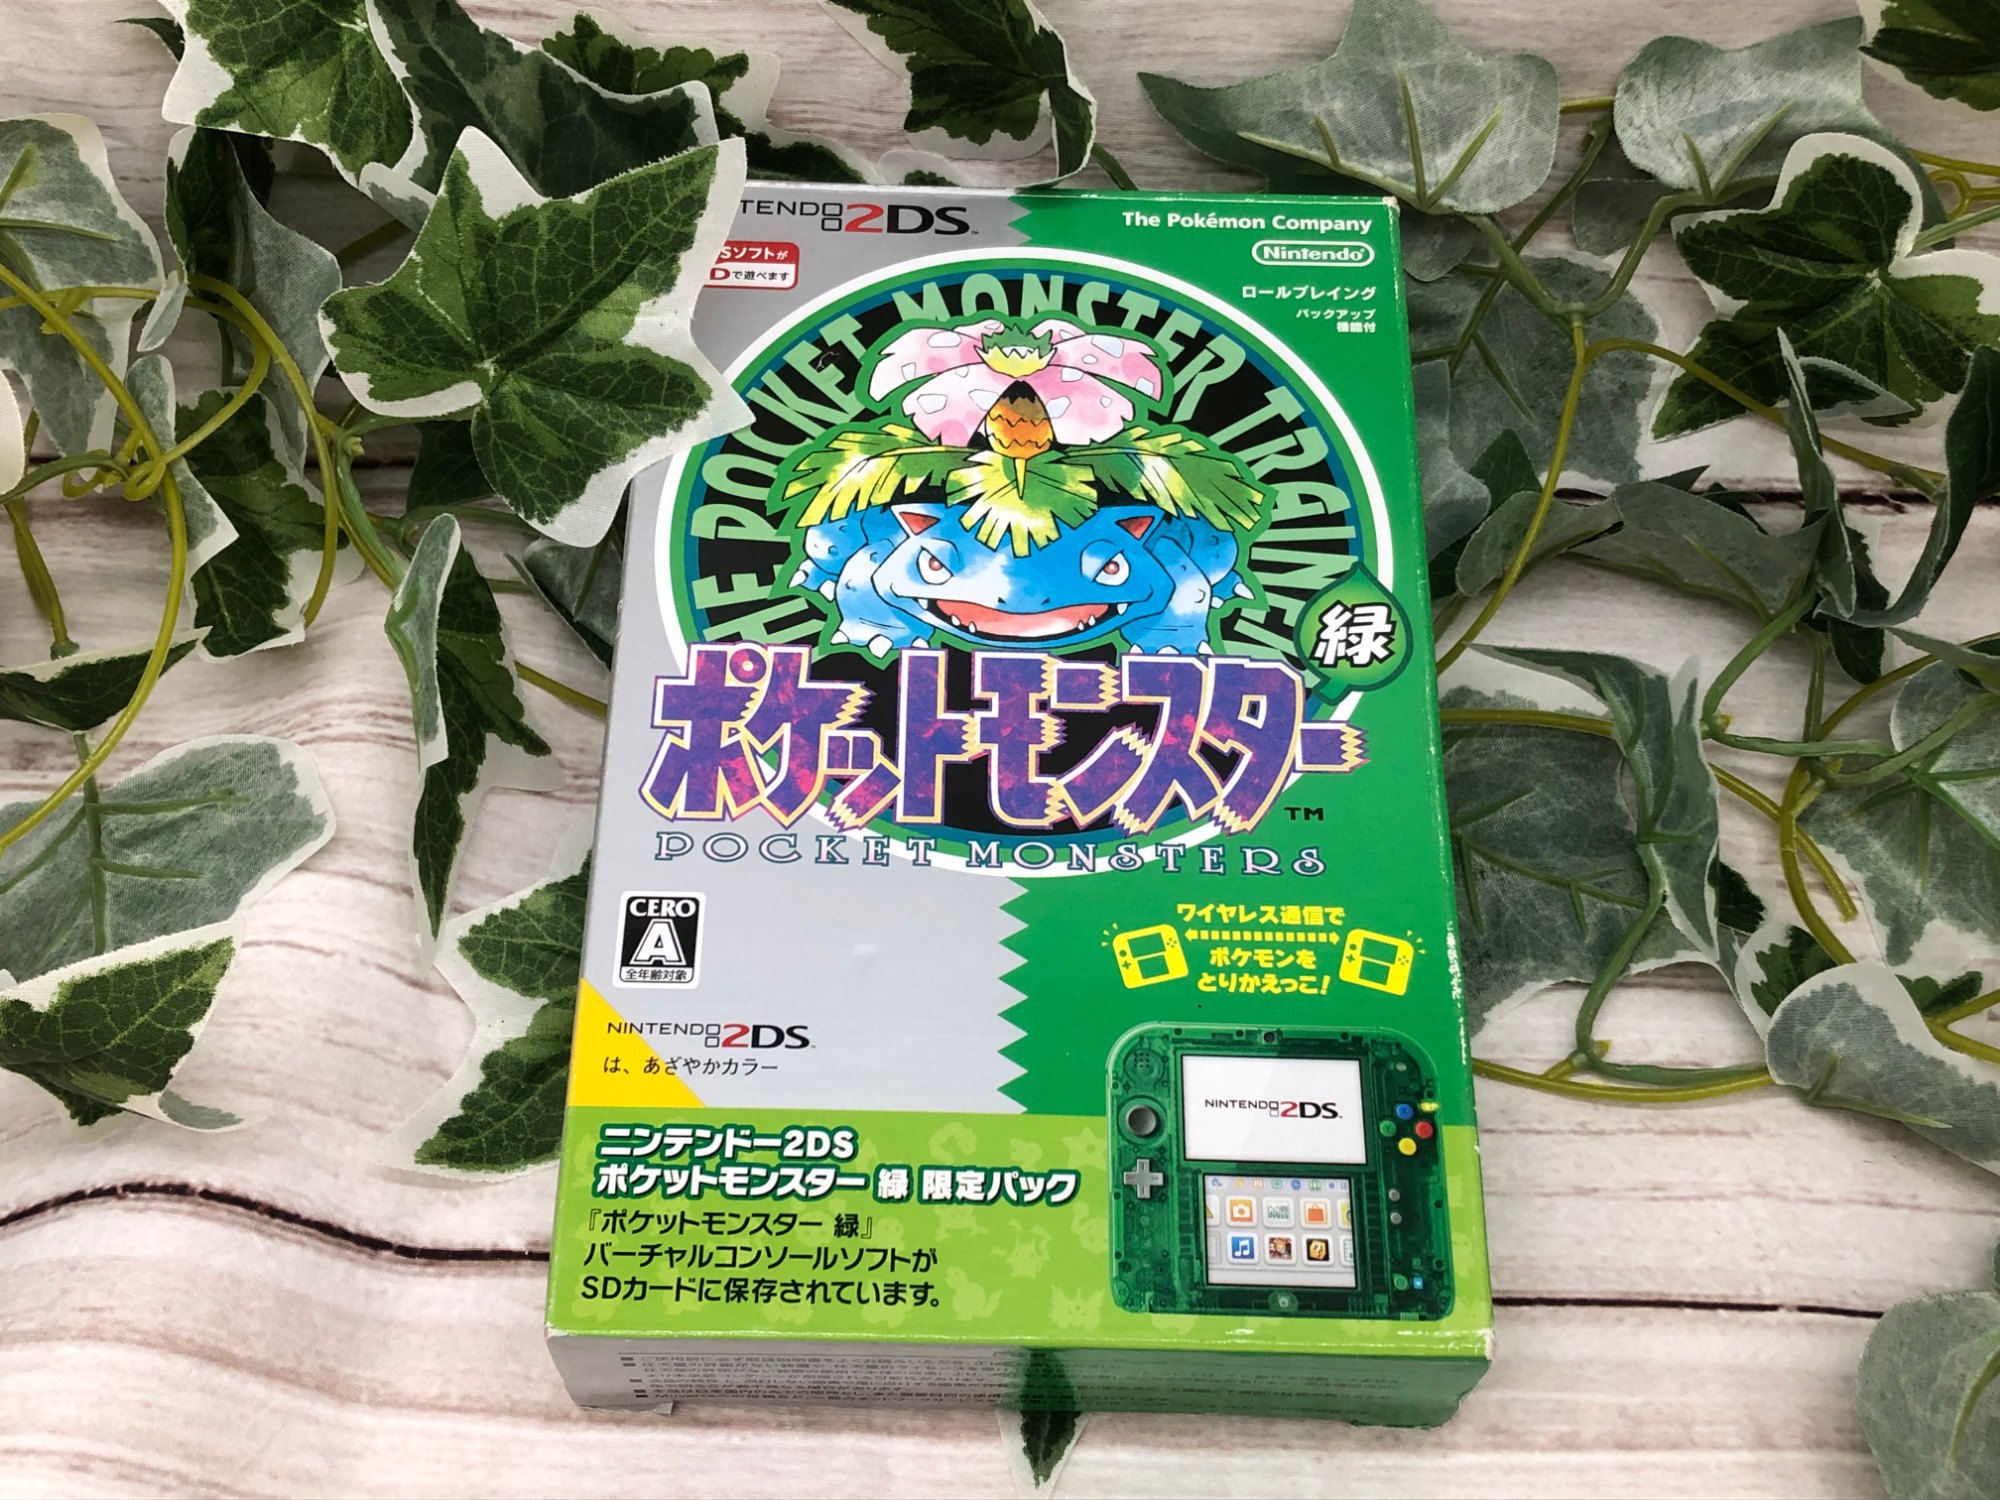 TENDO 2DS™
The Pokémon Company
Nintendo®
Sソフトが
Dで遊べます
ロールプレイング
バックアップ
機能付
THE POCKET MONSTER TRAINER
緑
ポケットモンスター™
POCKET MONSTERS
CERO
A
全年齢対象
ワイヤレス通信で
ポケモンを
とりかえっこ!
NINTENDO 2DS™
は、あざやかカラー
NINTENDO 2DS™
ニンテンドー2DS
ポケットモンスター 緑 限定パック
『ポケットモンスター 緑』
バーチャルコンソールソフトが
SDカードに保存されています。